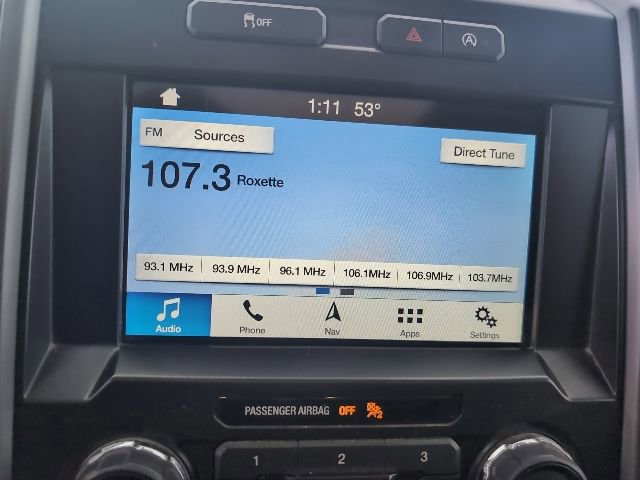 OFF
A
1:11 53°
FM Sources
Direct Tune
107.3 Roxette
93.1 MHz 93.9 MHz 96.1 MHz 106.1MHz 106.9MHz 103.7MHz
Audio Phone Nav Apps Settings
PASSENGER AIRBAG OFF 2
1 2 3